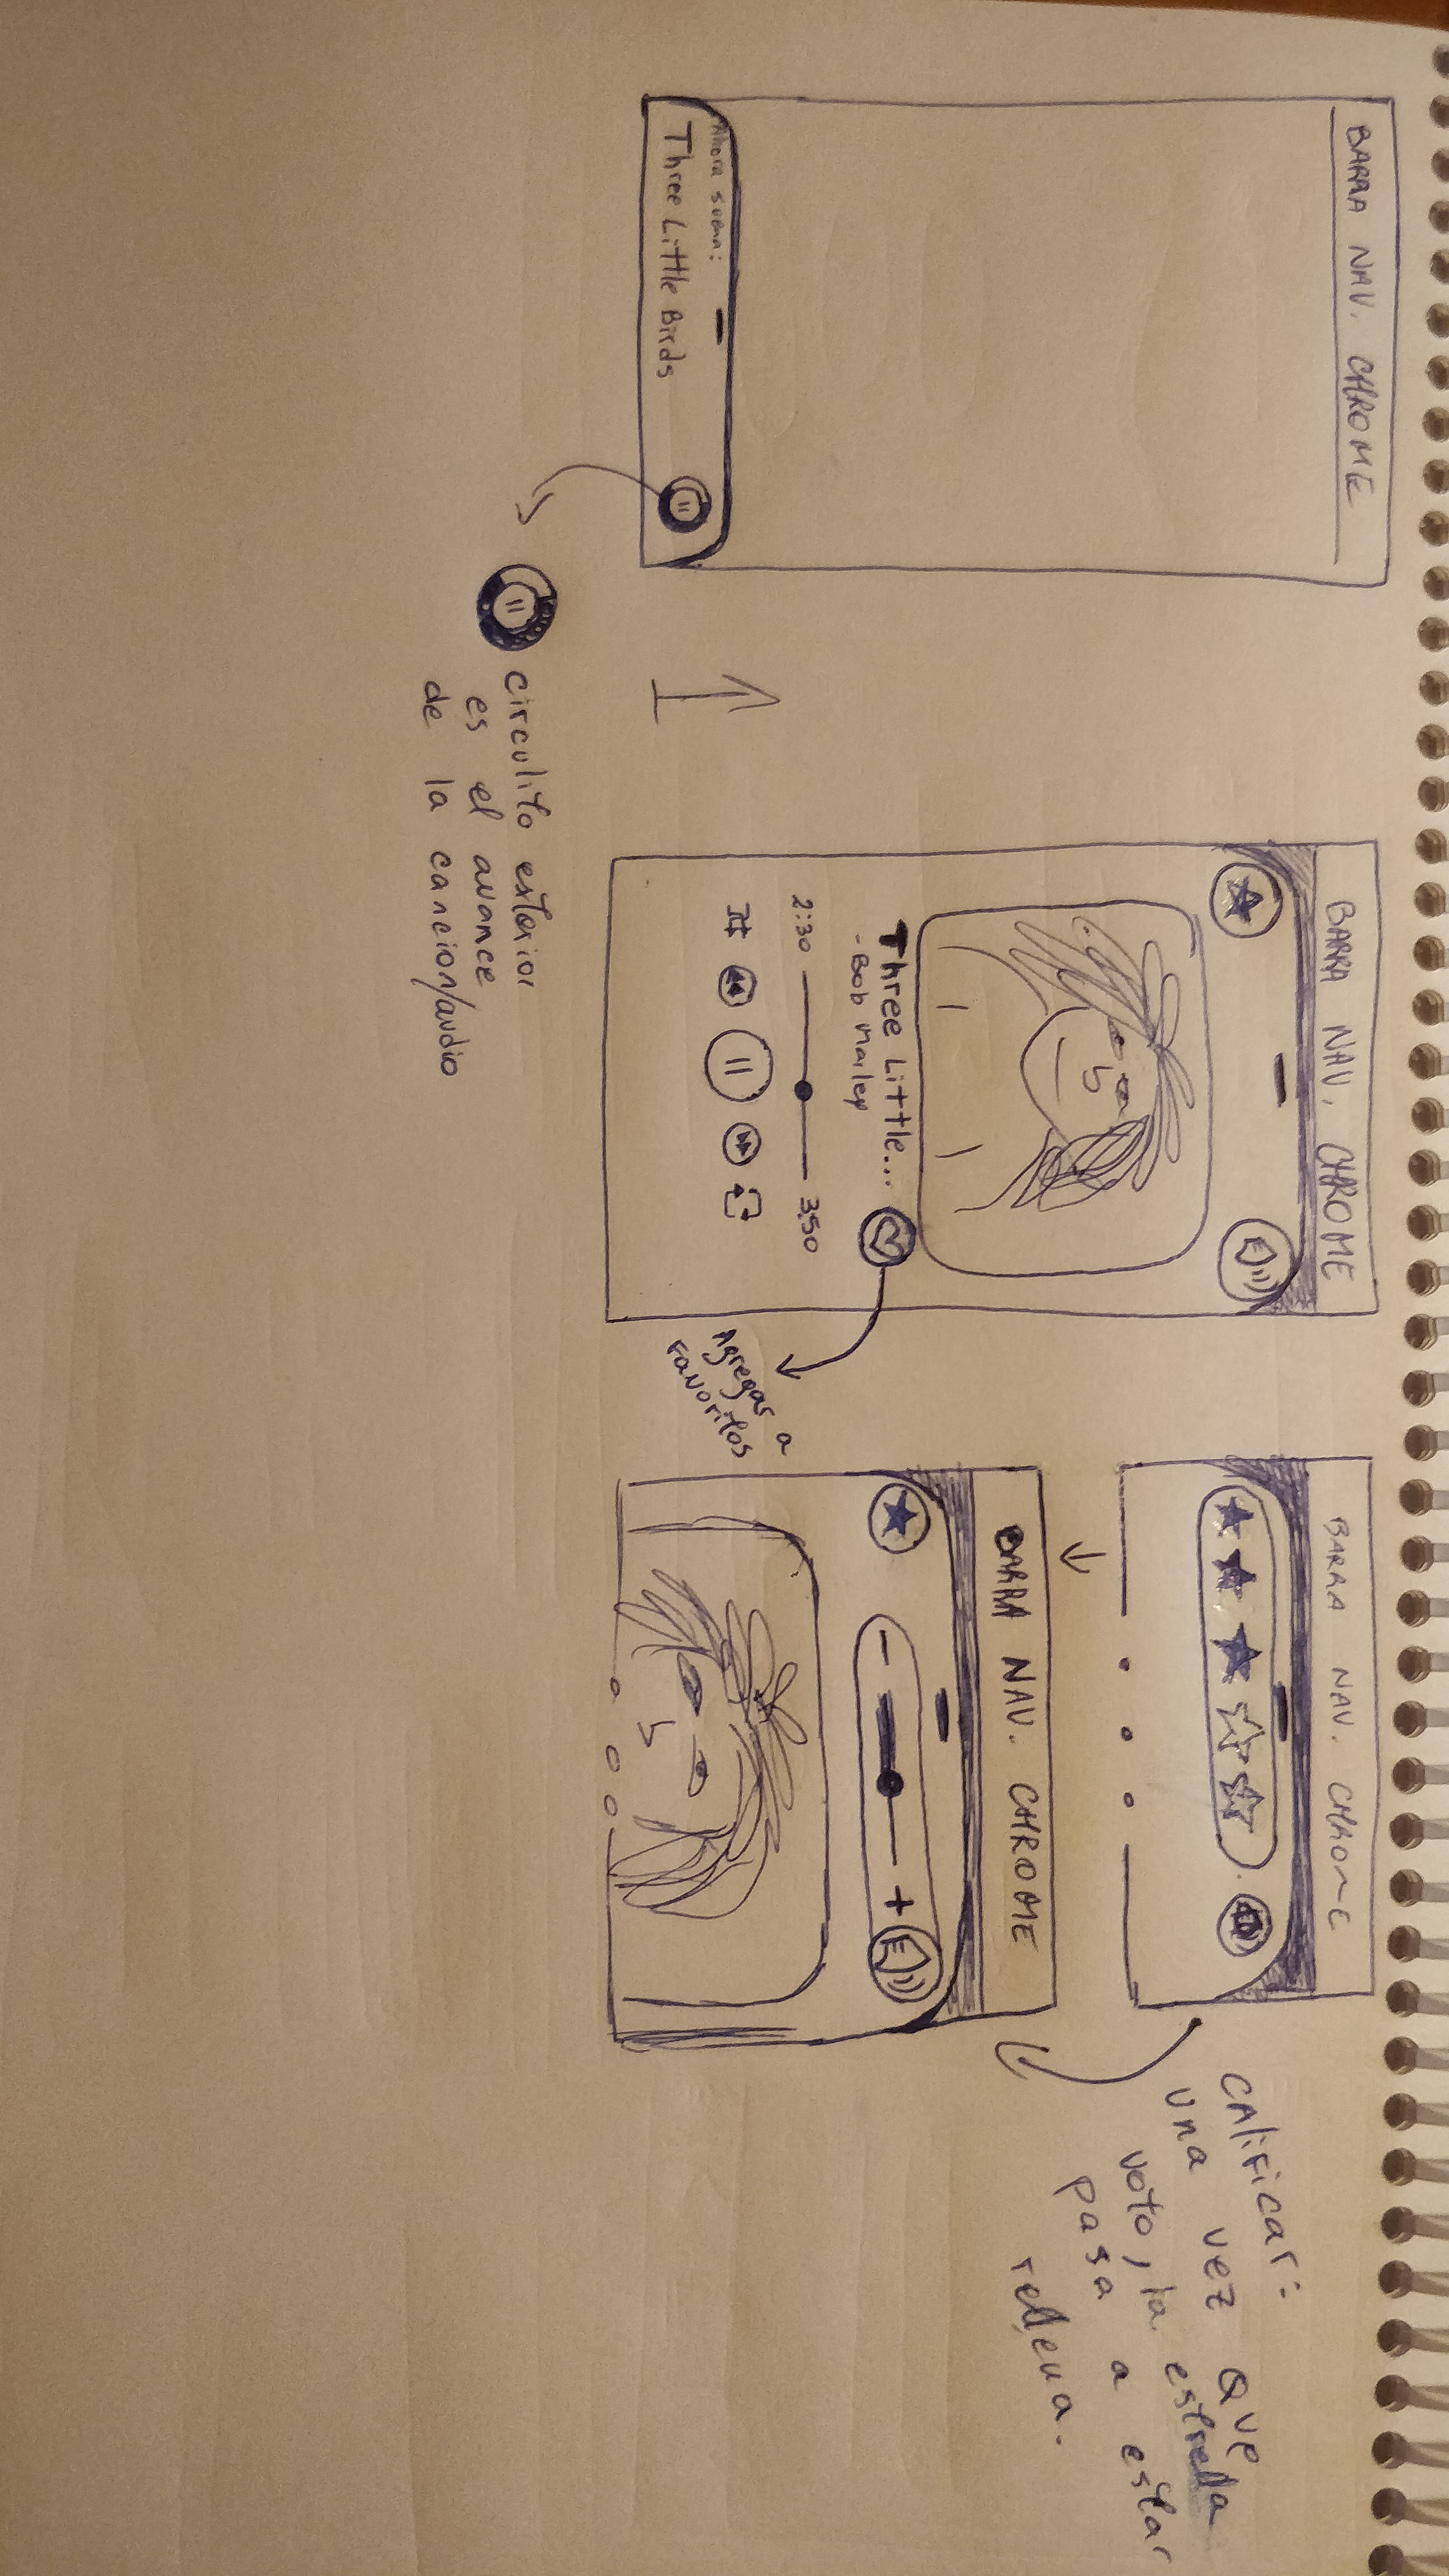 BARRA NAV. CHROME
Ahora suena:
Three Little Birds
circulito exterior
es el avance
de la cancion/audio
BARRA NAV. CHROME
Three Little...
-Bob Marley
2:30
3:50
Agregar a
Favoritos
BARRA NAV. CHROME
CAlificar:
una vez que
voto, la estrella
pasa a estar
rellena.
BARRA NAV. CHROME
- +